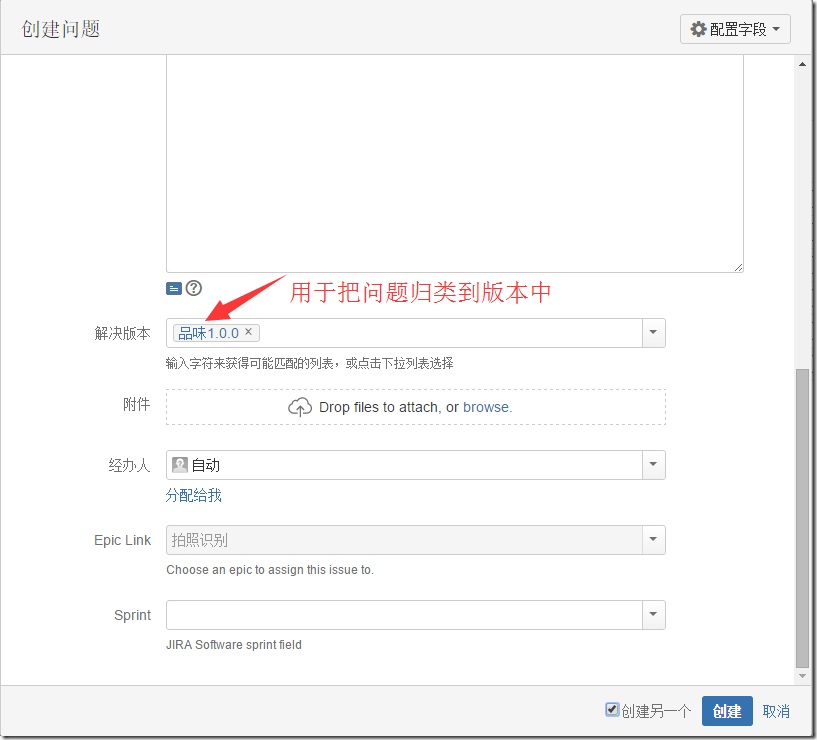 创建问题
配置字段
用于把问题归类到版本中
解决版本
品味1.0.0 ×
输入字符来获得可能匹配的列表，或点击下拉列表选择
附件
Drop files to attach, or browse.
经办人
自动
分配给我
Epic Link
拍照识别
Choose an epic to assign this issue to.
Sprint
JIRA Software sprint field
创建另一个 创建 取消